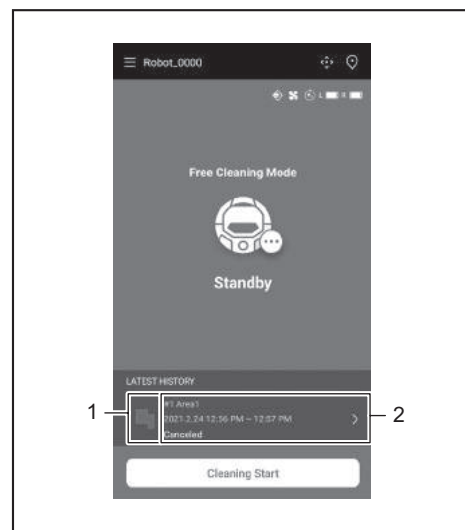 Robot_0000
L R
Free Cleaning Mode
Standby
LATEST HISTORY
#1 Area1
2021.2.24 12:56 PM ~ 12:57 PM
Canceled
1
2
Cleaning Start